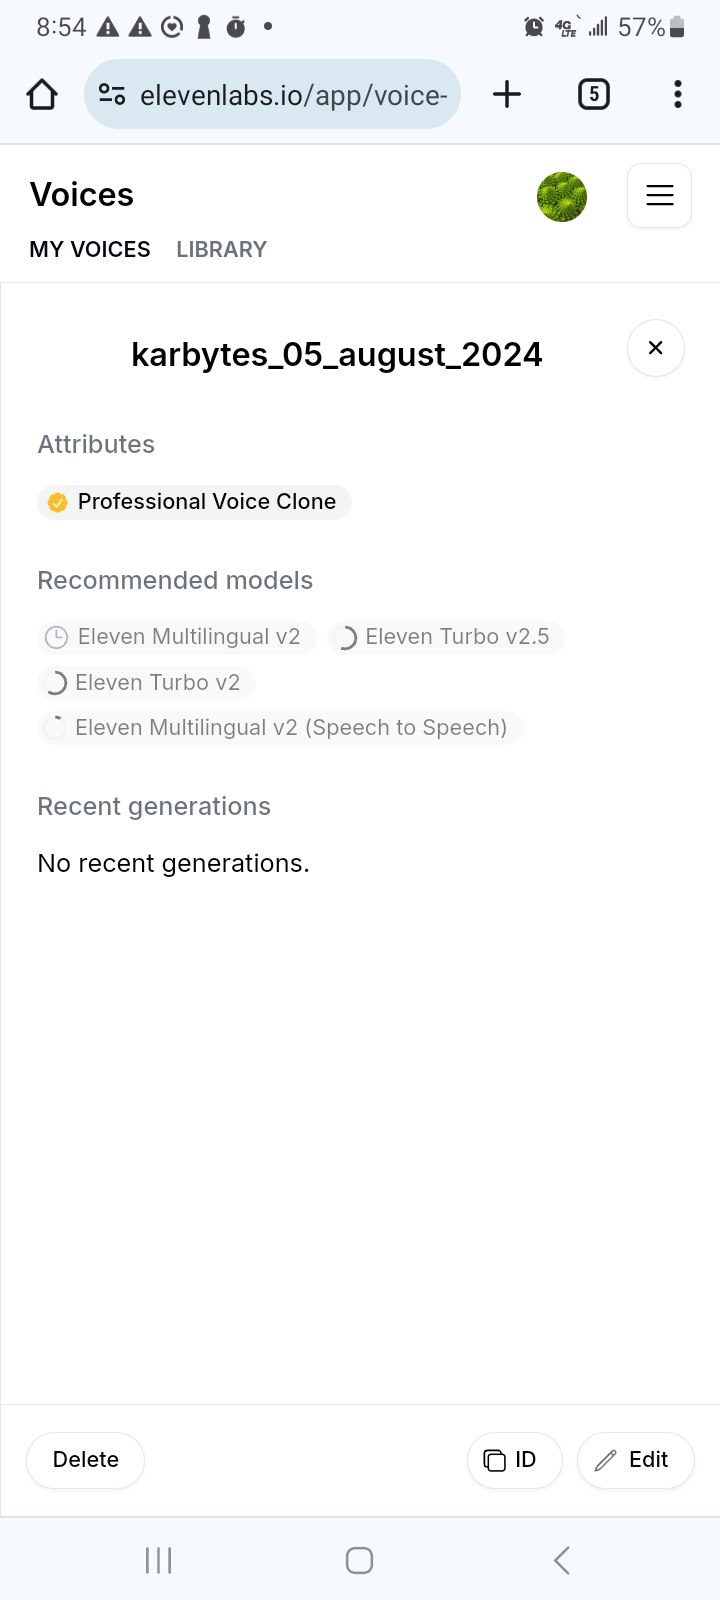 8:54 4G LTE 57%
elevenlabs.io/app/voice- 5
Voices
MY VOICES LIBRARY
karbytes_05_august_2024
Attributes
Professional Voice Clone
Recommended models
Eleven Multilingual v2 Eleven Turbo v2.5
Eleven Turbo v2
Eleven Multilingual v2 (Speech to Speech)
Recent generations
No recent generations.
Delete ID Edit